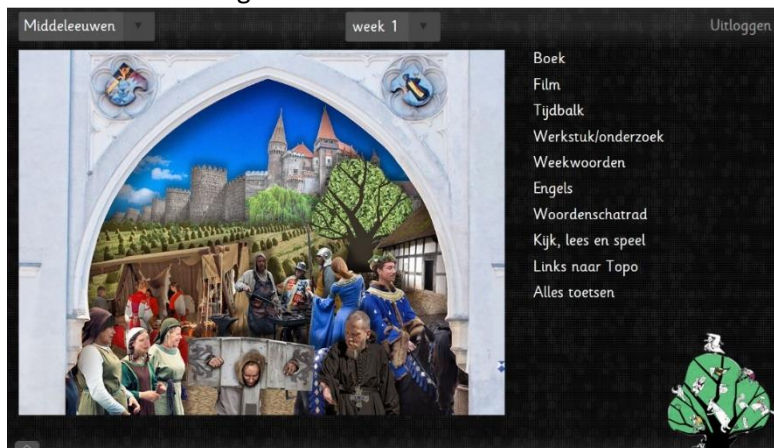 Middeleeuwen
week 1
Uitloggen
Boek
Film
Tijdbalk
Werkstuk/onderzoek
Weekwoorden
Engels
Woordenschatrad
Kijk, lees en speel
Links naar Topo
Alles toetsen